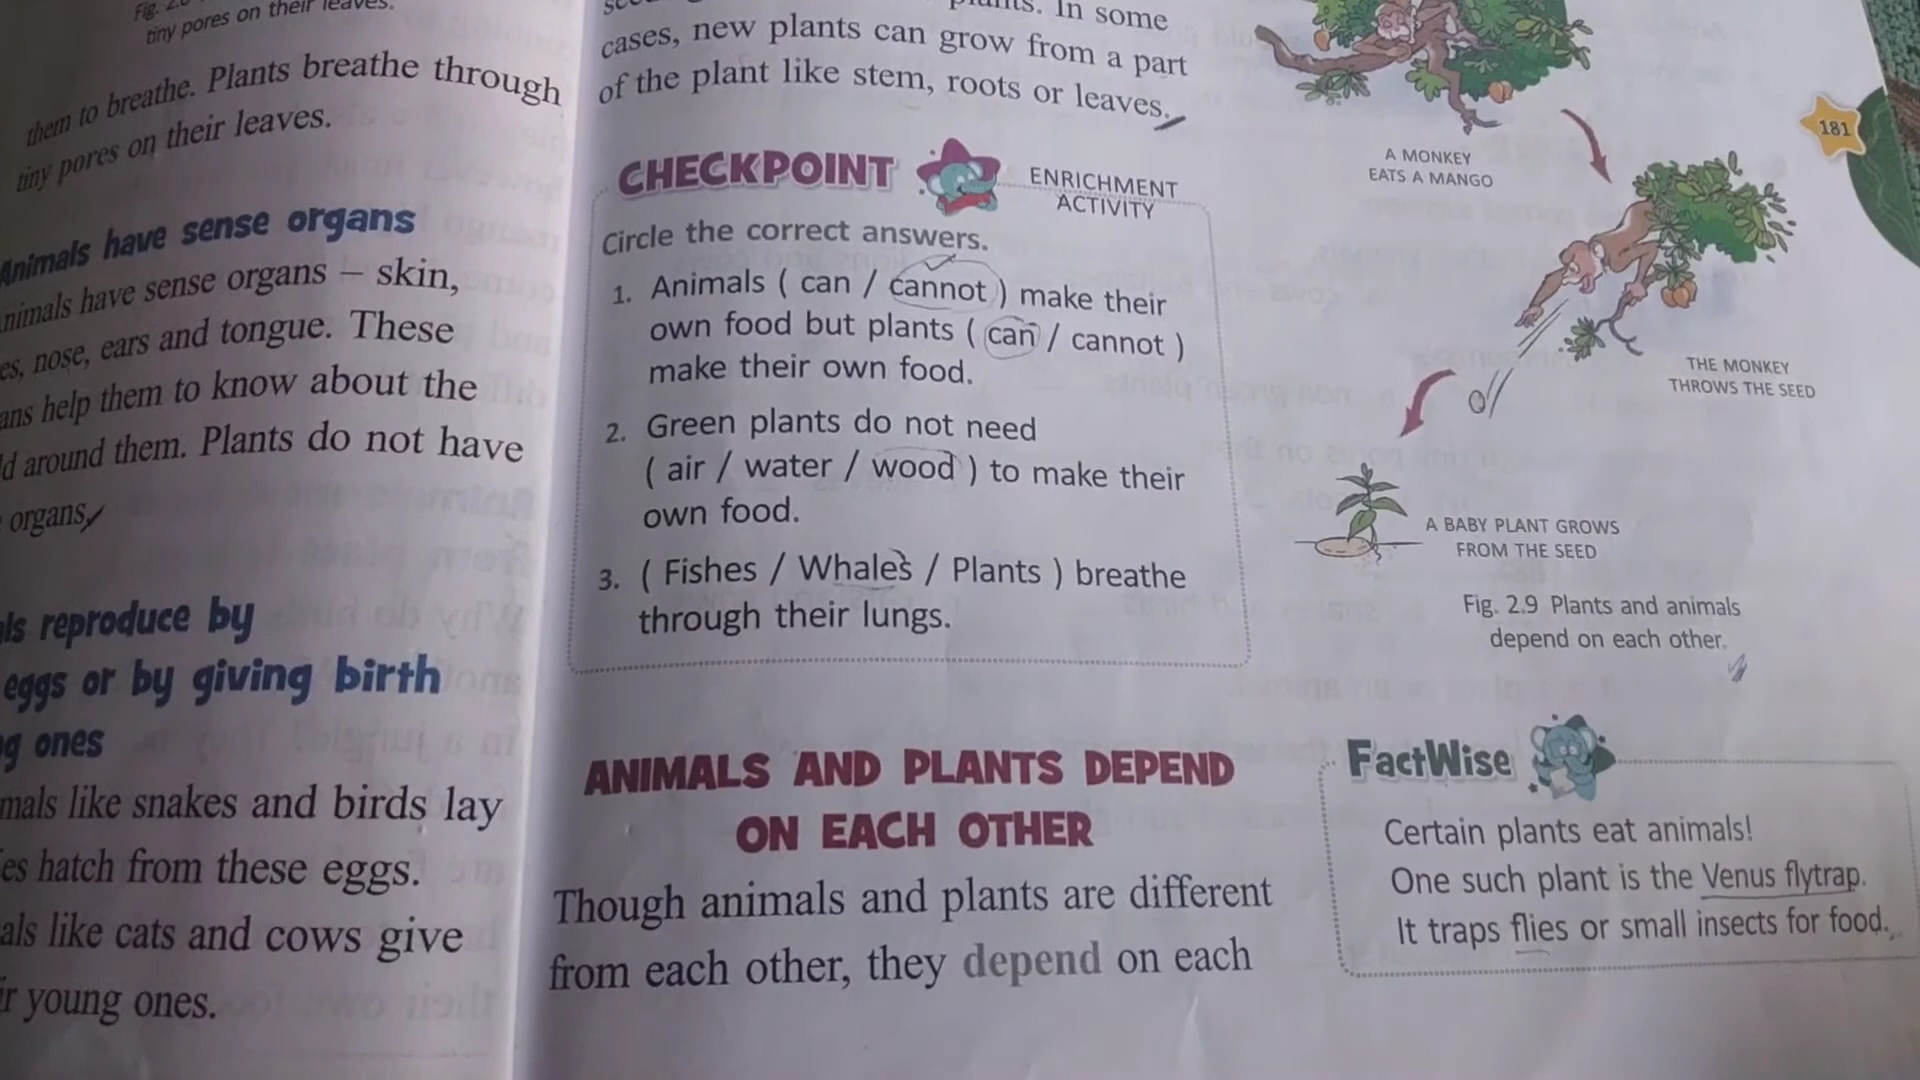 Fig.
tiny pores on their leaves.
them to breathe. Plants breathe through
tiny pores on their leaves.
Animals have sense organs
have sense organs – skin,
nose, ears and tongue. These
help them to know about the
around them. Plants do not have
organs
reproduce by
eggs or by giving birth
ones
like snakes and birds lay
hatch from these eggs.
like cats and cows give
young ones.
In some
cases, new plants can grow from a part
of the plant like stem, roots or leaves.
CHECKPOINT
ENRICHMENT
ACTIVITY
Circle the correct answers.
1. Animals ( can / cannot ) make their
own food but plants ( can / cannot )
make their own food.
2. Green plants do not need
( air / water / wood ) to make their
own food.
3. ( Fishes / Whales / Plants ) breathe
through their lungs.
ANIMALS AND PLANTS DEPEND
ON EACH OTHER
Though animals and plants are different
from each other, they depend on each
181
A MONKEY
EATS A MANGO
THE MONKEY
THROWS THE SEED
A BABY PLANT GROWS
FROM THE SEED
Fig. 2.9 Plants and animals
depend on each other.
FactWise
Certain plants eat animals!
One such plant is the Venus flytrap.
It traps flies or small insects for food.